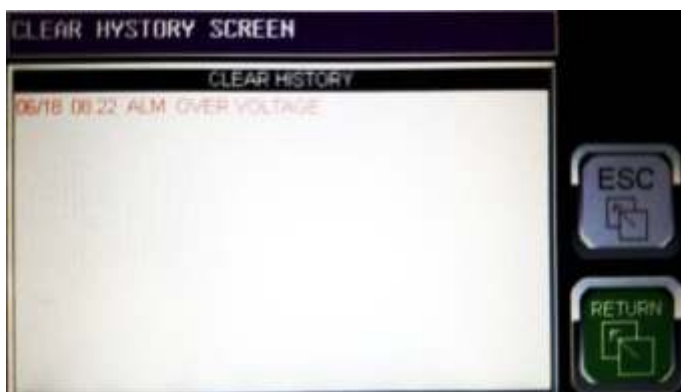 CLEAR HYSTORY SCREEN
CLEAR HISTORY
06/18 08:22 ALM OVER VOLTAGE
ESC
RETURN